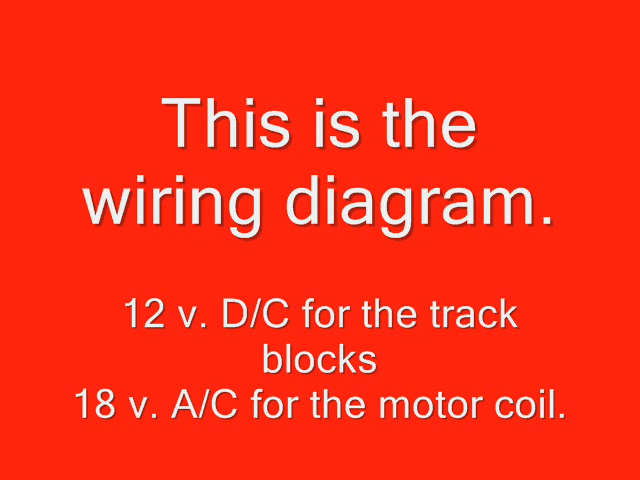 This is the
wiring diagram.
12 v. D/C for the track
blocks
18 v. A/C for the motor coil.